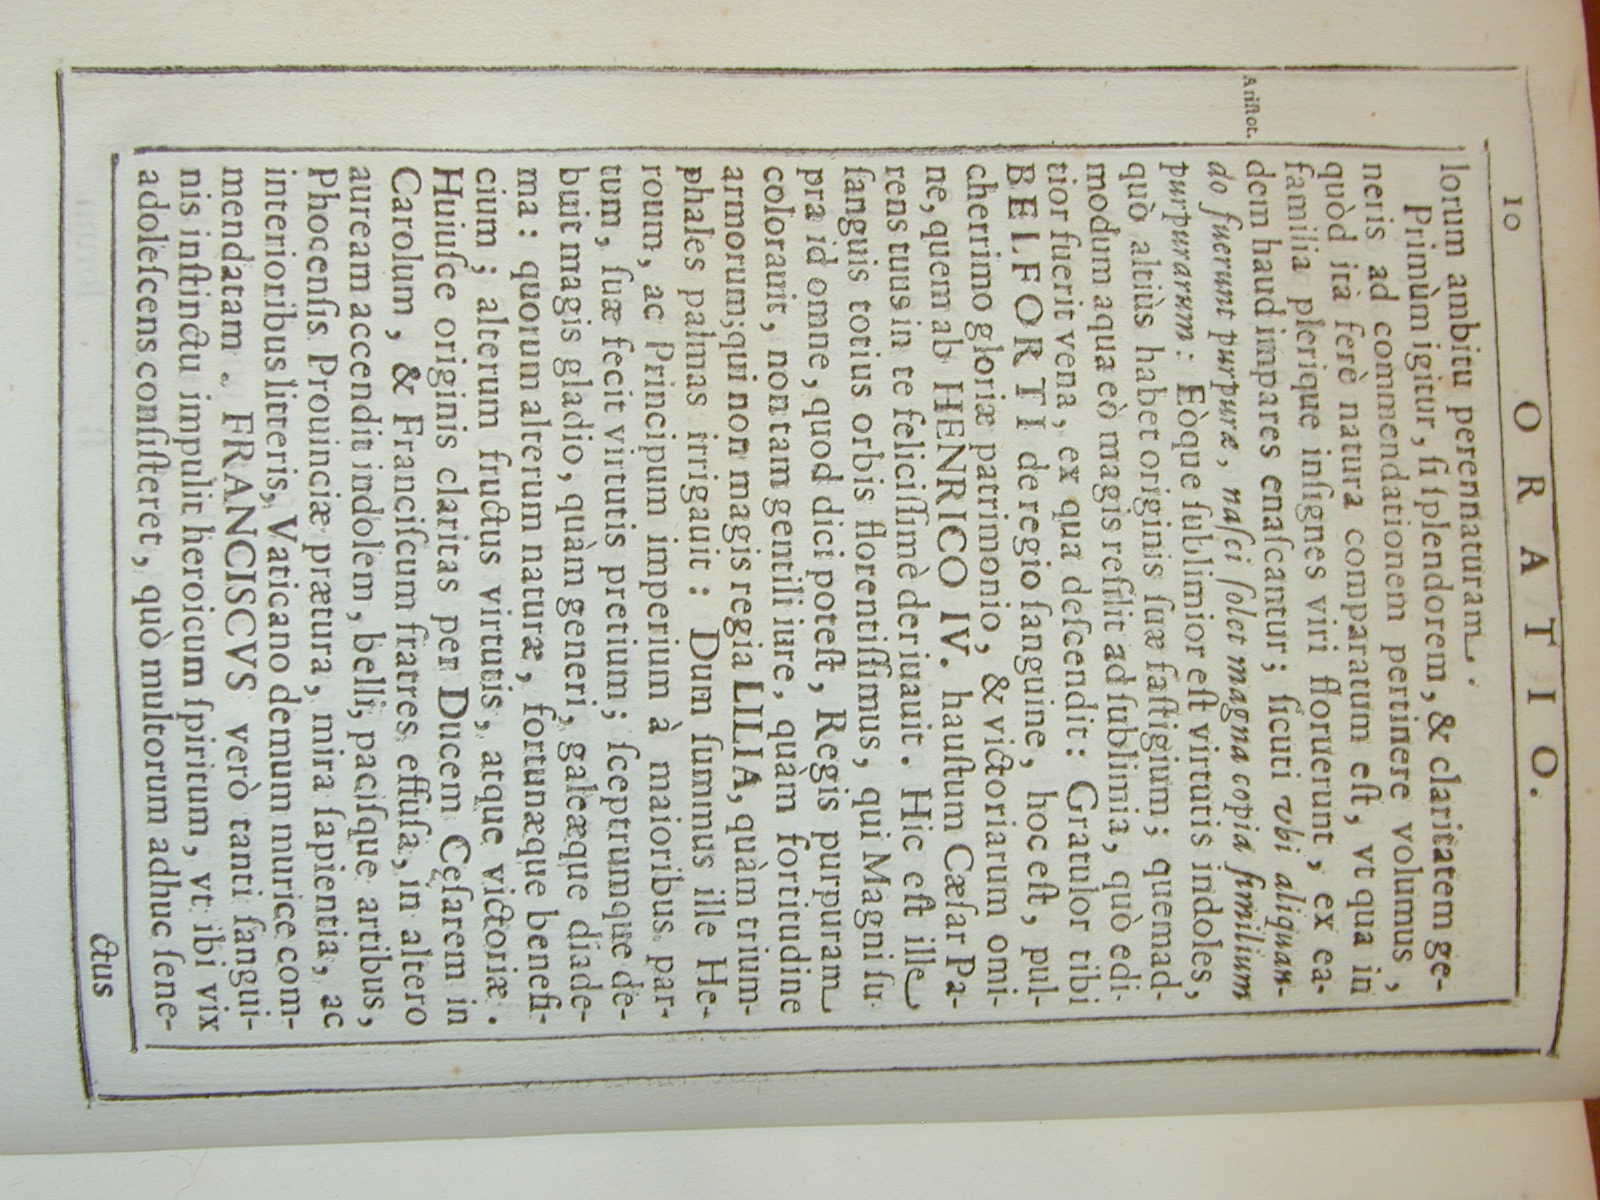 10 ORATIO.
lorum ambitu perennaturam.
Primùm igitur, ſi ſplendorem, & claritatem ge-
neris ad commendationem pertinere volumus,
quòd ità ferè natura comparatum eſt, vt qua in
familia plerique inſignes viri floruerunt, ex ea-
dem haud impares enaſcantur; ſicuti vbi aliquan-
Ariſtot.
do fuerunt purpuræ, naſci ſolet magna copia ſimilium
purpurarum: Eòque ſublimior eſt virtutis indoles,
quò altiùs habet originis ſuæ faſtigium; quemad-
modum aqua eò magis reſilit ad ſublimia, quò edi-
tior fuerit vena, ex qua deſcendit: Gratulor tibi
BELFORTI de regio ſanguine, hoc eſt, pul-
cherrimo gloriæ patrimonio, & victoriarum omi-
ne, quem ab HENRICO IV. hauſtum Cæſar Pa-
rens tuus in te feliciſſimè deriuauit. Hic eſt ille
ſanguis totius orbis florentiſſimus, qui Magni ſu-
pra id omne, quod dici poteſt, Regis purpuram
colorauit, non tam gentili iure, quàm fortitudine
armorum; qui non magis regia LILIA, quàm trium-
phales palmas irrigauit: Dum ſummus ille He-
roum, ac Principum imperium à maioribus par-
tum, ſuæ fecit virtutis pretium; ſceptrumque de-
buit magis gladio, quàm generi, galeæque diade-
ma: quorum alterum naturæ, fortunæque benefi-
cium; alterum fructus virtutis, atque victoriæ.
Huiuſce originis claritas per Ducem Cęſarem in
Carolum, & Franciſcum fratres effuſa, in altero
auream accendit indolem, belli, paciſque artibus,
Phocenſis Prouinciæ prætura, mira ſapientia, ac
interioribus litteris, Vaticano demum murice com-
mendatam. FRANCISCVS verò tanti ſangui-
nis inſtinctu impulit heroicum ſpiritum, vt ibi vix
adoleſcens conſiſteret, quò multorum adhuc ſene-
ctus